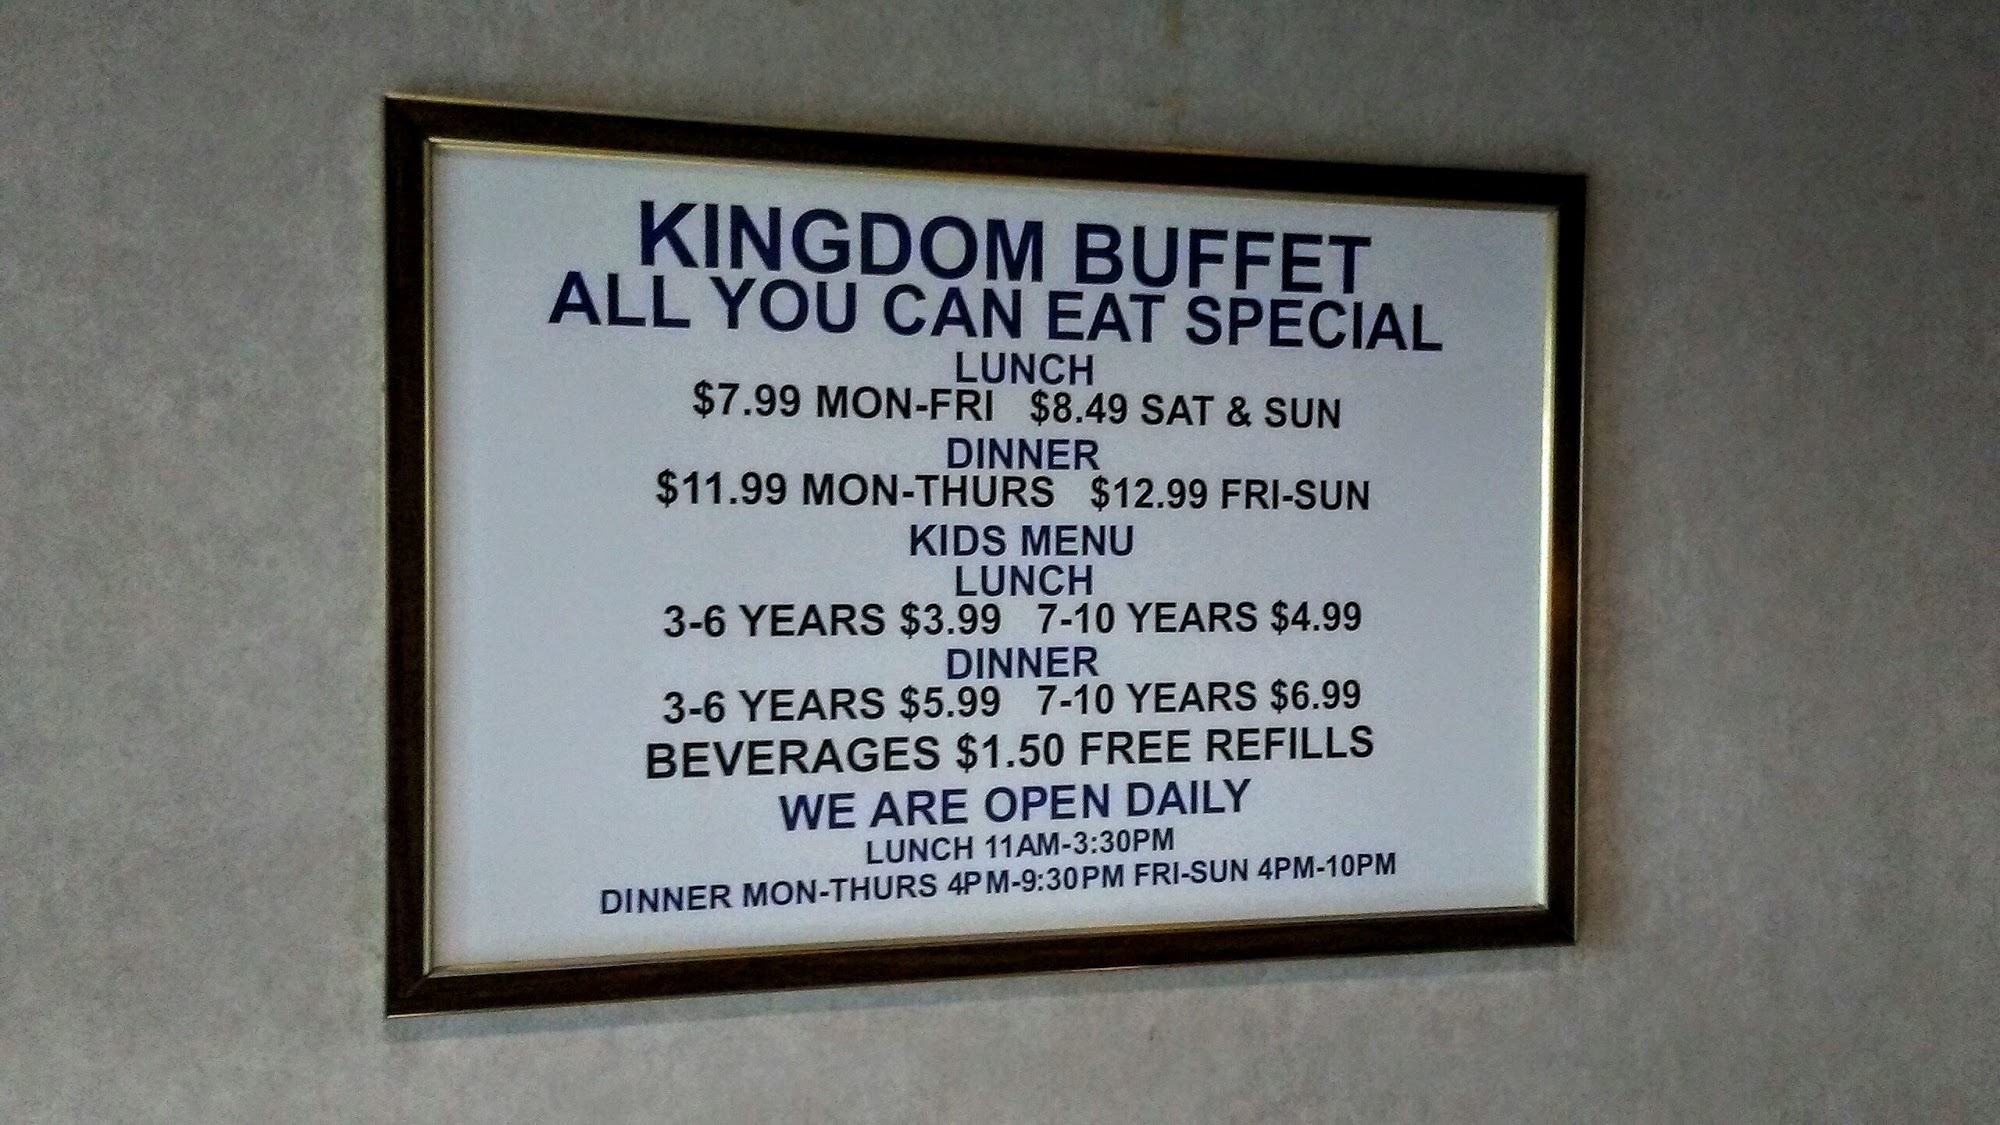 KINGDOM BUFFET
ALL YOU CAN EAT SPECIAL
LUNCH
$7.99 MON-FRI $8.49 SAT & SUN
DINNER
$11.99 MON-THURS $12.99 FRI-SUN
KIDS MENU
LUNCH
3-6 YEARS $3.99 7-10 YEARS $4.99
DINNER
3-6 YEARS $5.99 7-10 YEARS $6.99
BEVERAGES $1.50 FREE REFILLS
WE ARE OPEN DAILY
LUNCH 11AM-3:30PM
DINNER MON-THURS 4PM-9:30PM FRI-SUN 4PM-10PM